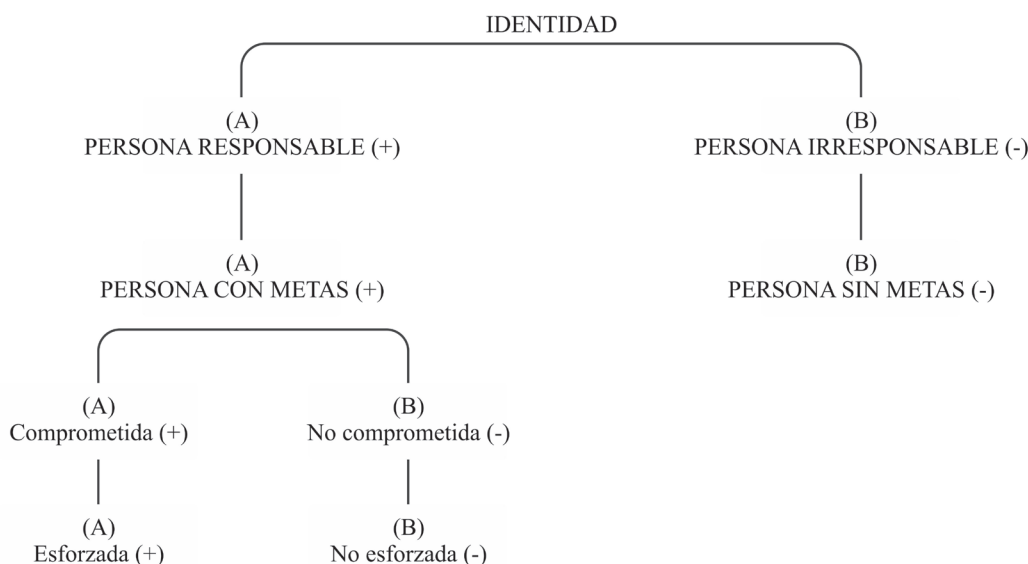 IDENTIDAD
(A)
PERSONA RESPONSABLE (+)
(B)
PERSONA IRRESPONSABLE (-)
(A)
PERSONA CON METAS (+)
(B)
PERSONA SIN METAS (-)
(A)
Comprometida (+)
(B)
No comprometida (-)
(A)
Esforzada (+)
(B)
No esforzada (-)